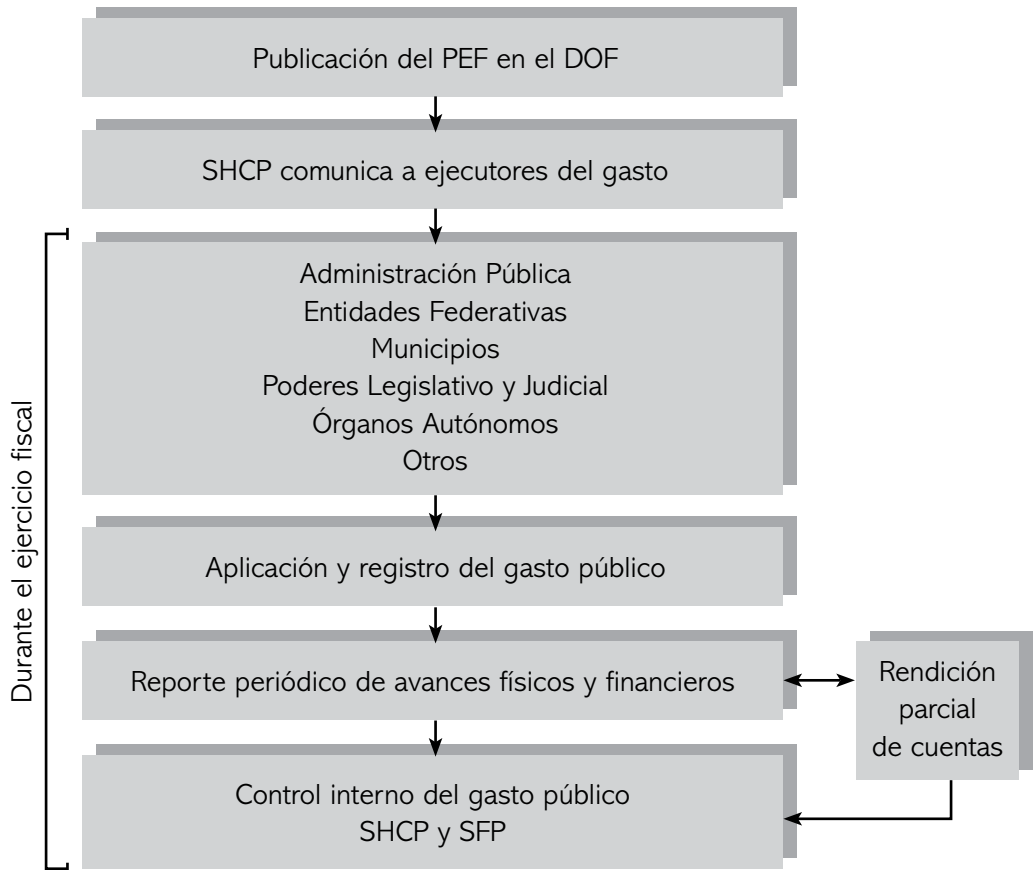 Publicación del PEF en el DOF
SHCP comunica a ejecutores del gasto
Durante el ejercicio fiscal
Administración Pública
Entidades Federativas
Municipios
Poderes Legislativo y Judicial
Órganos Autónomos
Otros
Aplicación y registro del gasto público
Reporte periódico de avances físicos y financieros
Rendición
parcial
de cuentas
Control interno del gasto público
SHCP y SFP